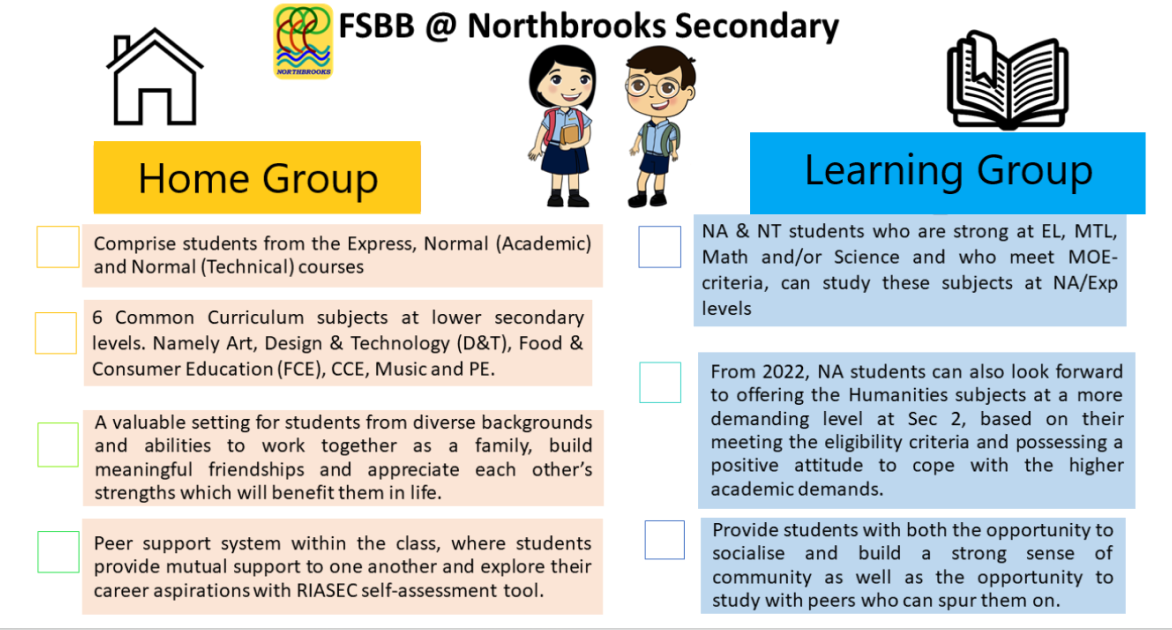 FSBB @ Northbrooks Secondary
NORTHBROOKS
Home Group
Comprise students from the Express, Normal (Academic)
and Normal (Technical) courses
6 Common Curriculum subjects at lower secondary
levels. Namely Art, Design & Technology (D&T), Food &
Consumer Education (FCE), CCE, Music and PE.
A valuable setting for students from diverse backgrounds
and abilities to work together as a family, build
meaningful friendships and appreciate each other's
strengths which will benefit them in life.
Peer support system within the class, where students
provide mutual support to one another and explore their
career aspirations with RIASEC self-assessment tool.
Learning Group
NA & NT students who are strong at EL, MTL,
Math and/or Science and who meet MOE-
criteria, can study these subjects at NA/Exp
levels
From 2022, NA students can also look forward
to offering the Humanities subjects at a more
demanding level at Sec 2, based on their
meeting the eligibility criteria and possessing a
positive attitude to cope with the higher
academic demands.
Provide students with both the opportunity to
socialise and build a strong sense of
community as well as the opportunity to
study with peers who can spur them on.